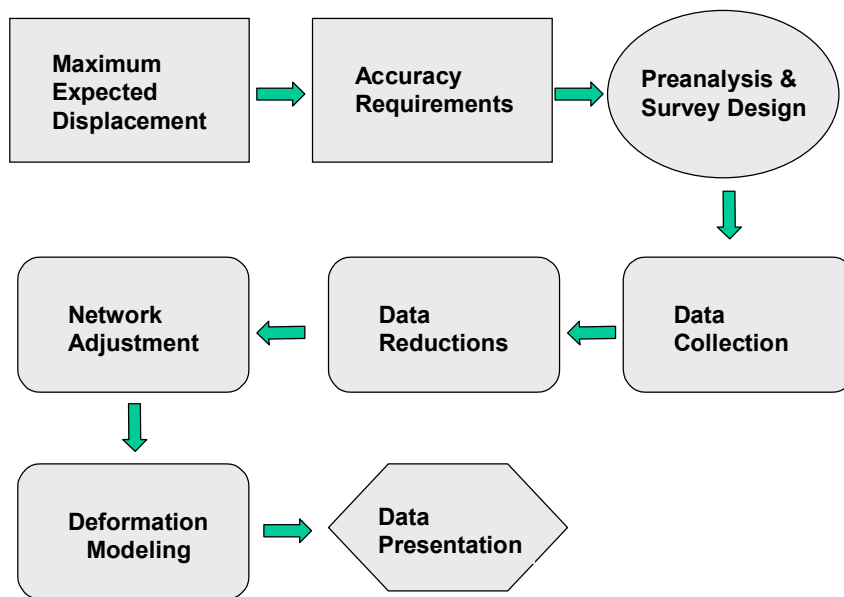 Maximum
Expected
Displacement
Accuracy
Requirements
Preanalysis &
Survey Design
Data
Collection
Data
Reductions
Network
Adjustment
Deformation
Modeling
Data
Presentation